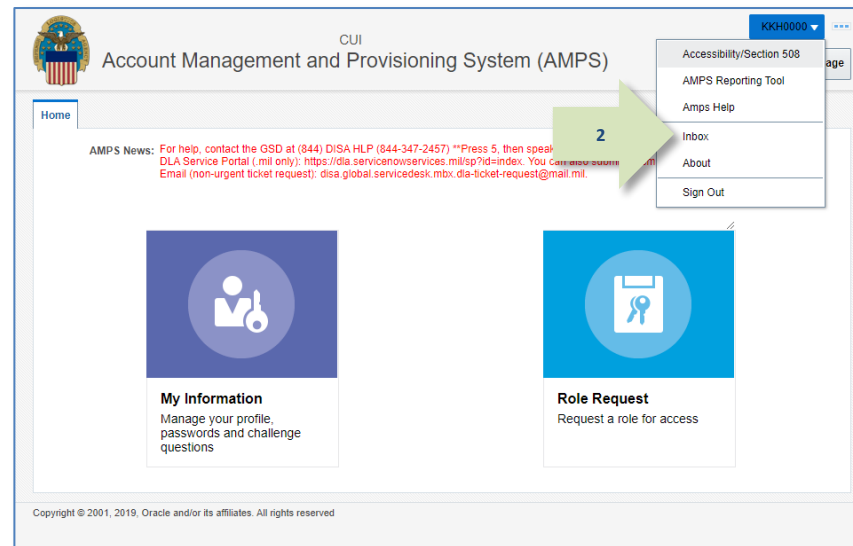 CUI
Account Management and Provisioning System (AMPS)
KKH0000
age
Accessibility/Section 508
AMPS Reporting Tool
Amps Help
Inbox
About
Sign Out
2
Home
AMPS News: For help, contact the GSD at (844) DISA HLP (844-347-2457) **Press 5, then
DLA Service Portal (.mil only): https://dla.servicenowservices.mil/sp?id=index. You can also
Email (non-urgent ticket request): disa.global.servicedesk.mbx.dla-ticket-request@mail.mil.
My Information
Manage your profile,
passwords and challenge
questions
Role Request
Request a role for access
Copyright © 2001, 2019, Oracle and/or its affiliates. All rights reserved